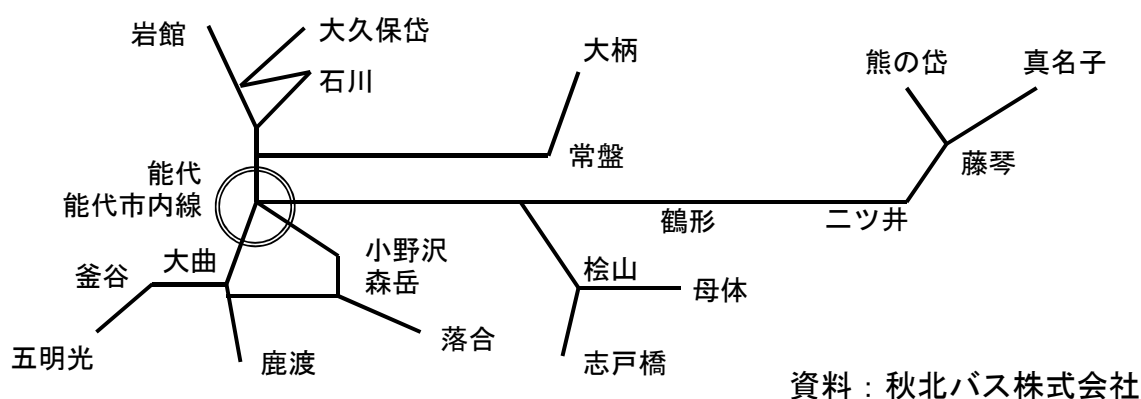 岩館
大久保岱
石川
大柄
熊の岱
真名子
常盤
藤琴
能代
能代市内線
鶴形
二ツ井
小野沢
森岳
大曲
釜谷
桧山
母体
五明光
鹿渡
落合
志戸橋
資料：秋北バス株式会社